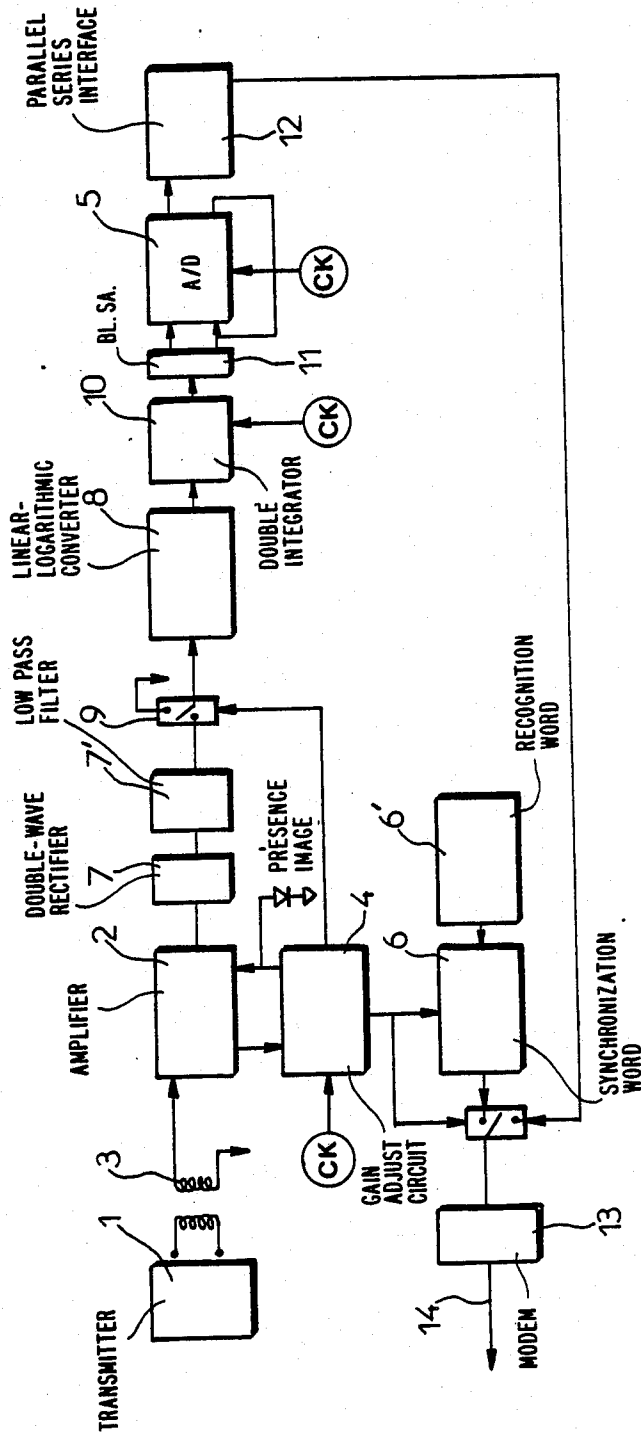 TRANSMITTER
1
3
AMPLIFIER
2
DOUBLE-WAVE
RECTIFIER
7
LOW PASS
FILTER
7'
9
LINEAR-
LOGARITHMIC
CONVERTER
8
10
DOUBLE
INTEGRATOR
CK
BL. SA.
11
5
A/D
CK
PARALLEL
SERIES
INTERFACE
12
PRESENCE
IMAGE
4
CK
GAIN
ADJUST
CIRCUIT
6'
6
RECOGNITION
WORD
SYNCHRONIZATION
WORD
14
13
MODEM